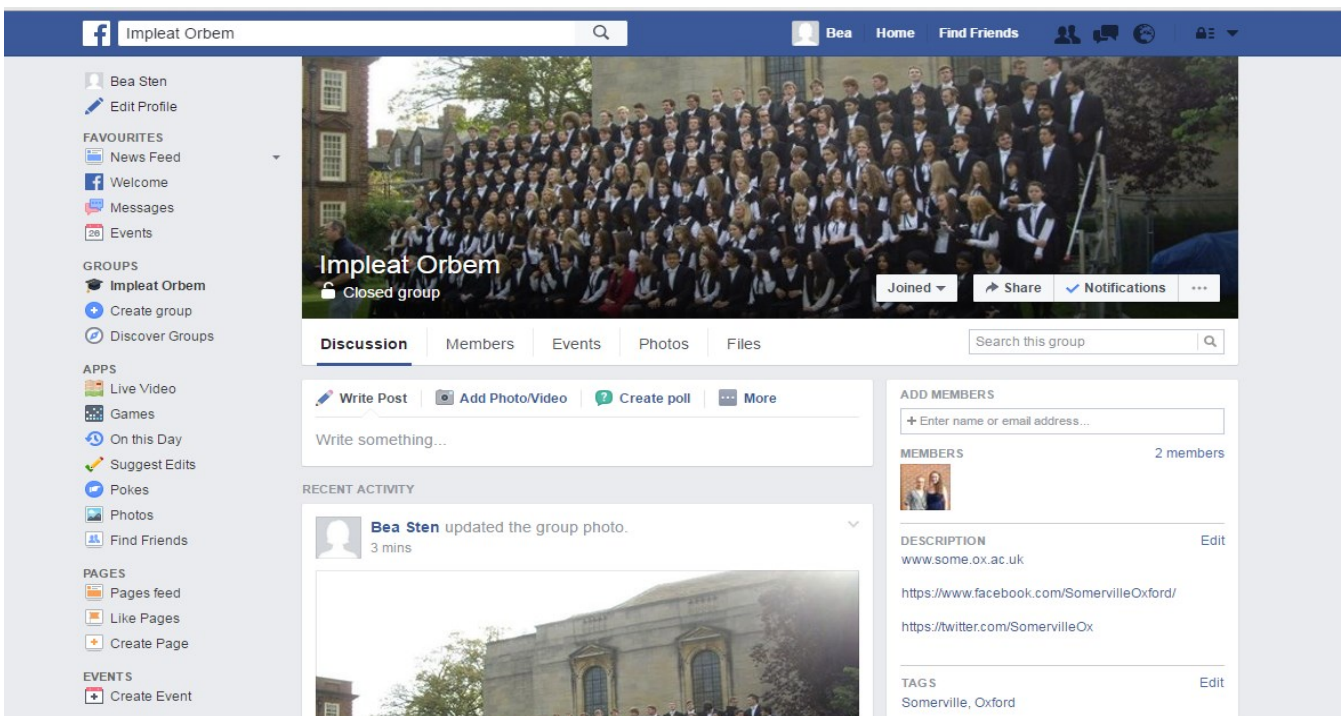 f Impleat Orbem
Bea Home Find Friends
Bea Sten
Edit Profile
FAVOURITES
News Feed
Welcome
Messages
26 Events
GROUPS
Impleat Orbem
Create group
Discover Groups
APPS
Live Video
Games
On this Day
Suggest Edits
Pokes
Photos
Find Friends
PAGES
Pages feed
Like Pages
Create Page
EVENTS
Create Event
Impleat Orbem
Closed group
Joined Share Notifications ...
Discussion Members Events Photos Files
Search this group
Write Post Add Photo/Video Create poll More
Write something...
RECENT ACTIVITY
Bea Sten updated the group photo.
3 mins
ADD MEMBERS
+ Enter name or email address...
MEMBERS 2 members
DESCRIPTION Edit
www.some.ox.ac.uk
https://www.facebook.com/SomervilleOxford/
https://twitter.com/SomervilleOx
TAGS Edit
Somerville, Oxford